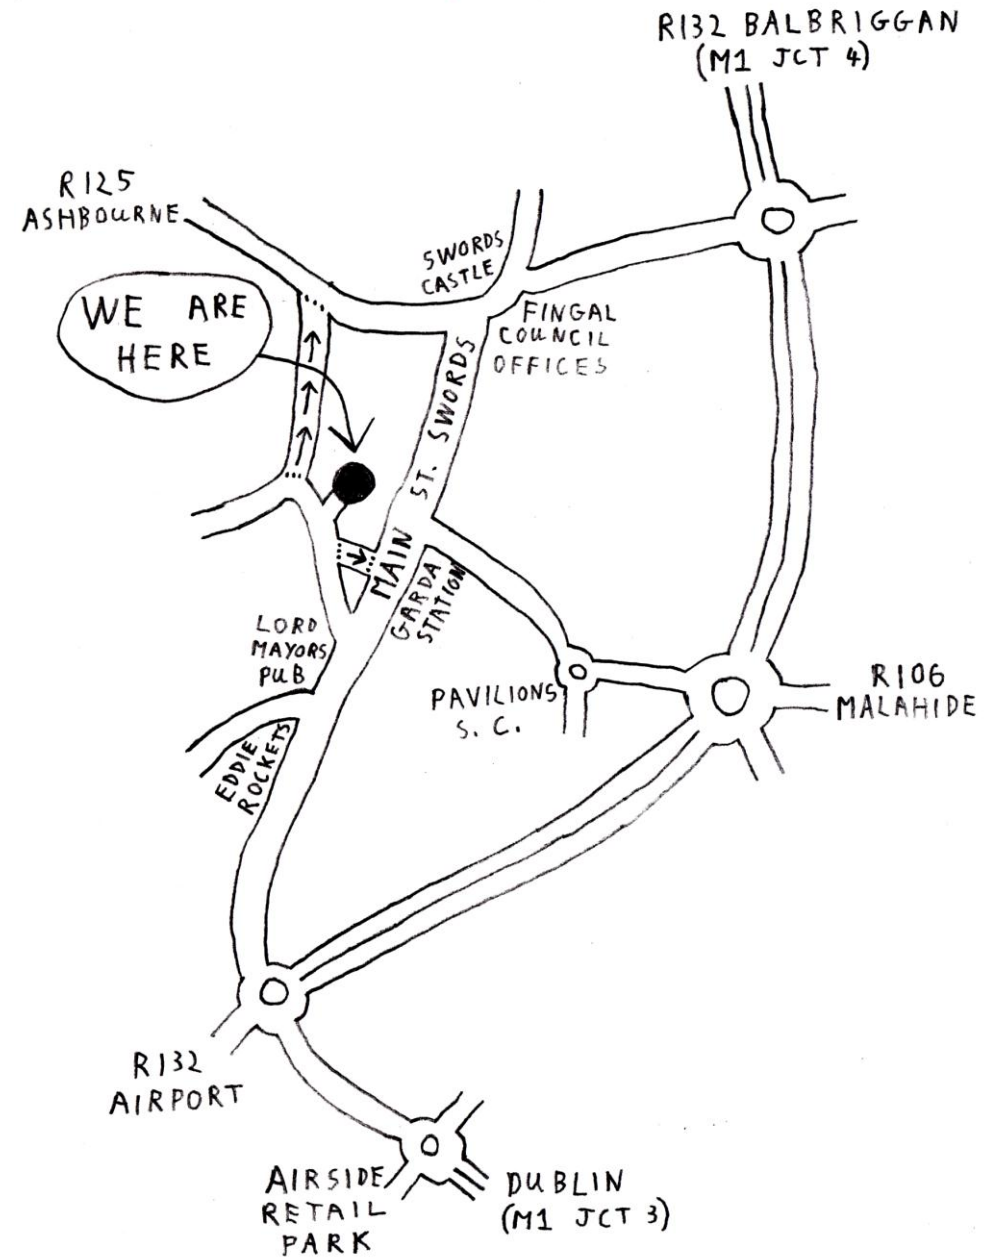 R132 BALBRIGGAN
(M1 JCT 4)
R125
ASHBOURNE
SWORDS
CASTLE
WE ARE
HERE
FINGAL
COUNCIL
OFFICES
MAIN ST. SWORDS
GARDA
STATION
LORD
MAYORS
PUB
PAVILIONS
S. C.
R106
MALAHIDE
EDDIE
ROCKETS
R132
AIRPORT
AIRSIDE
RETAIL
PARK
DUBLIN
(M1 JCT 3)